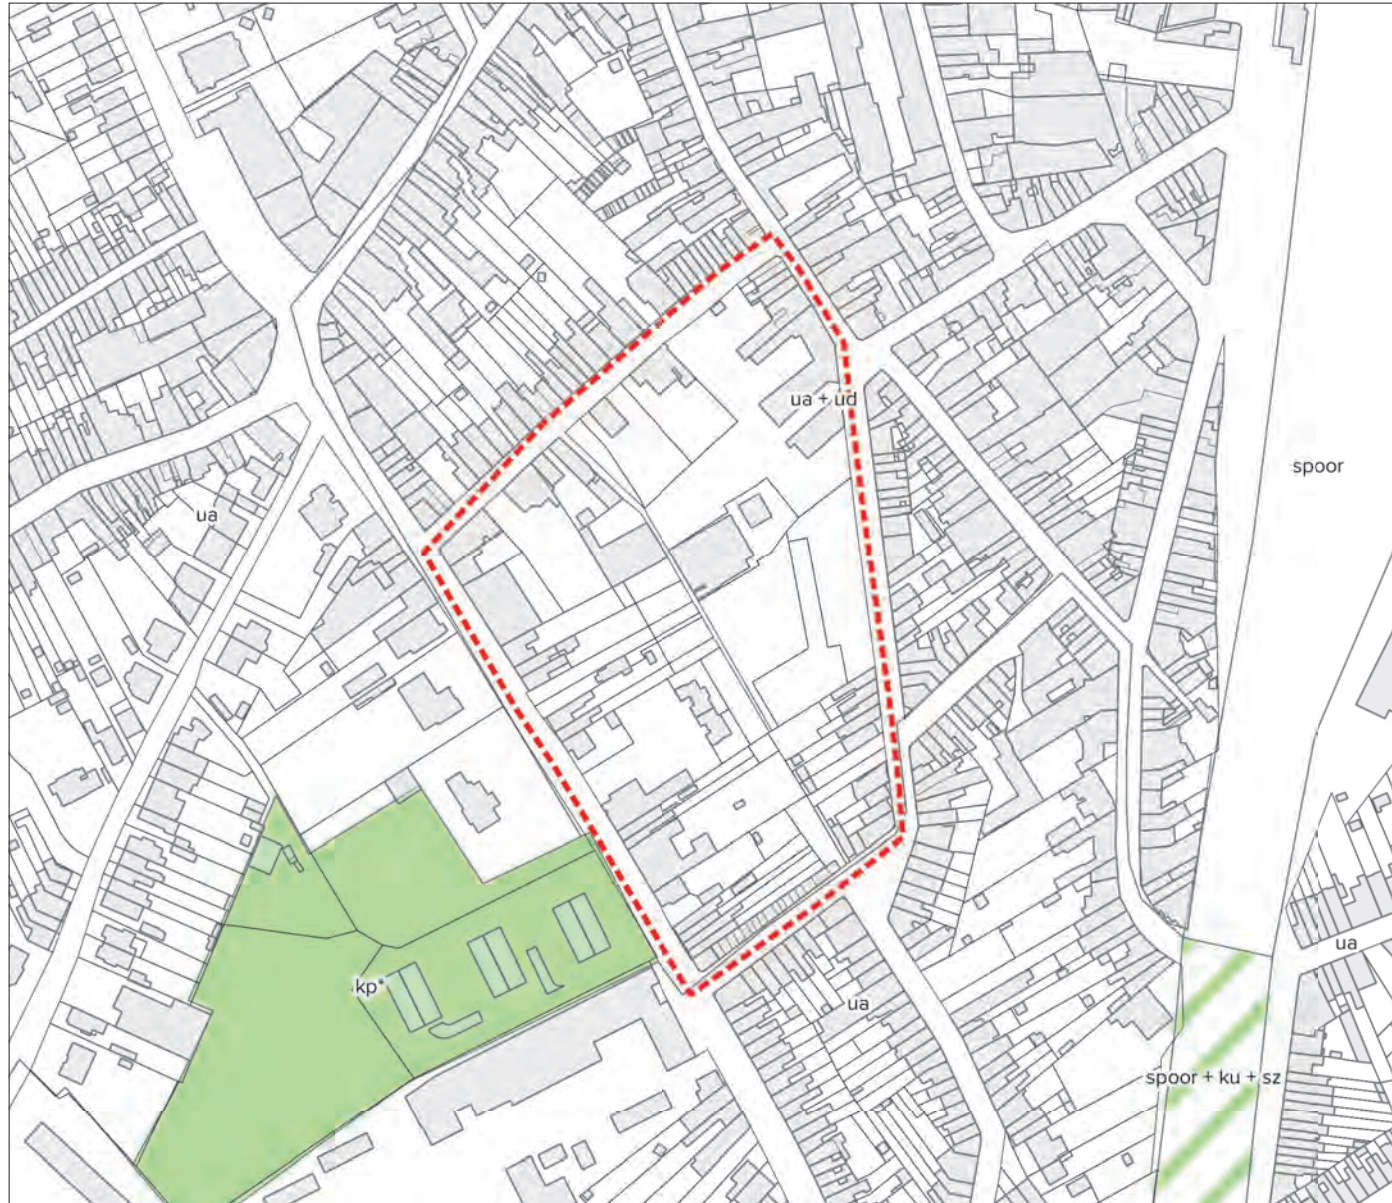 ua + ud
spoor
ua
ua
kp*
ua
spoor + ku + sz